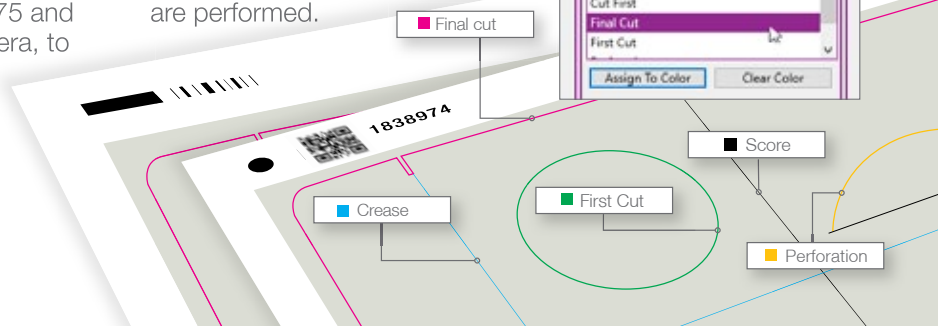 75 and
era, to
are performed.
Final cut
Cut First
Final Cut
First Cut
Assign To Color
Clear Color
1838974
Score
Crease
First Cut
Perforation